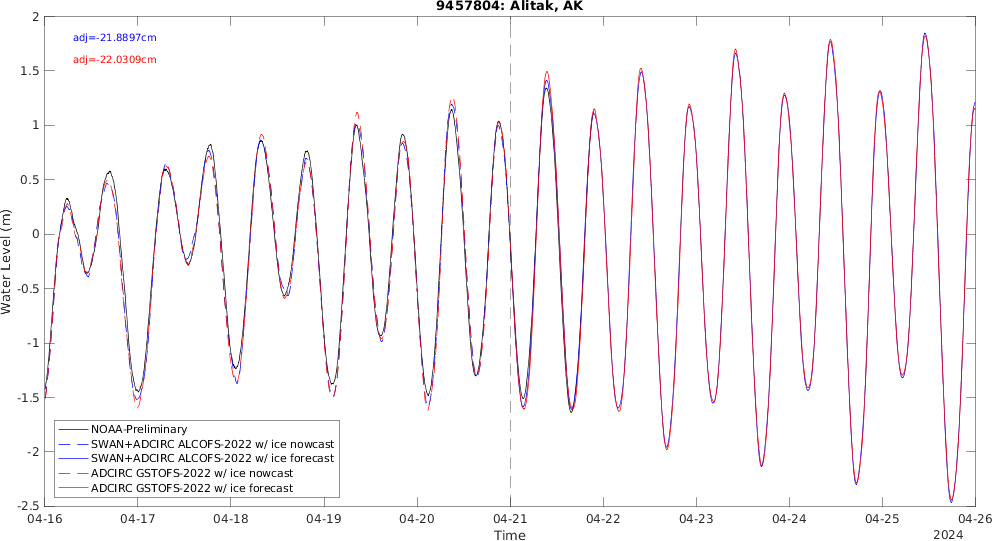 9457804: Alitak, AK
adj=-21.8897cm
adj=-22.0309cm
2
1.5
1
0.5
0
-0.5
-1
-1.5
-2
-2.5
Water Level (m)
NOAA-Preliminary
SWAN+ADCIRC ALCOFS-2022 w/ ice nowcast
SWAN+ADCIRC ALCOFS-2022 w/ ice forecast
ADCIRC GSTOFS-2022 w/ ice nowcast
ADCIRC GSTOFS-2022 w/ ice forecast
04-16 04-17 04-18 04-19 04-20 04-21 04-22 04-23 04-24 04-25 04-26
Time
2024